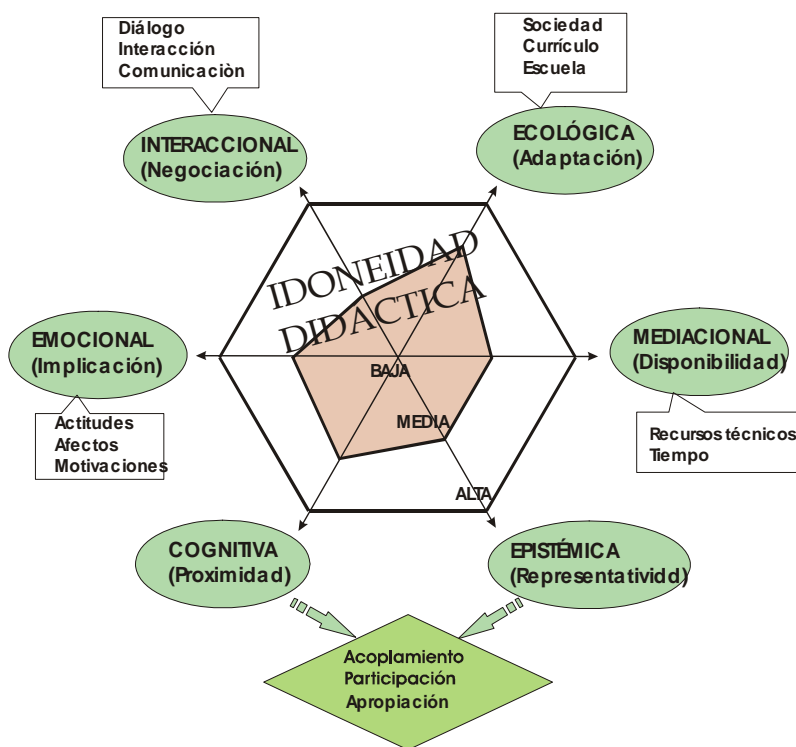 Diálogo
Interacción
Comunicaciòn
Sociedad
Currículo
Escuela
INTERACCIONAL
(Negociación)
ECOLÓGICA
(Adaptación)
IDONEIDAD
DIDACTICA
EMOCIONAL
(Implicación)
MEDIACIONAL
(Disponibilidad)
BAJA
MEDIA
ALTA
Actitudes
Afectos
Motivaciones
Recursos técnicos
Tiempo
COGNITIVA
(Proximidad)
EPISTÉMICA
(Representatividd)
Acoplamiento
Participación
Apropiación